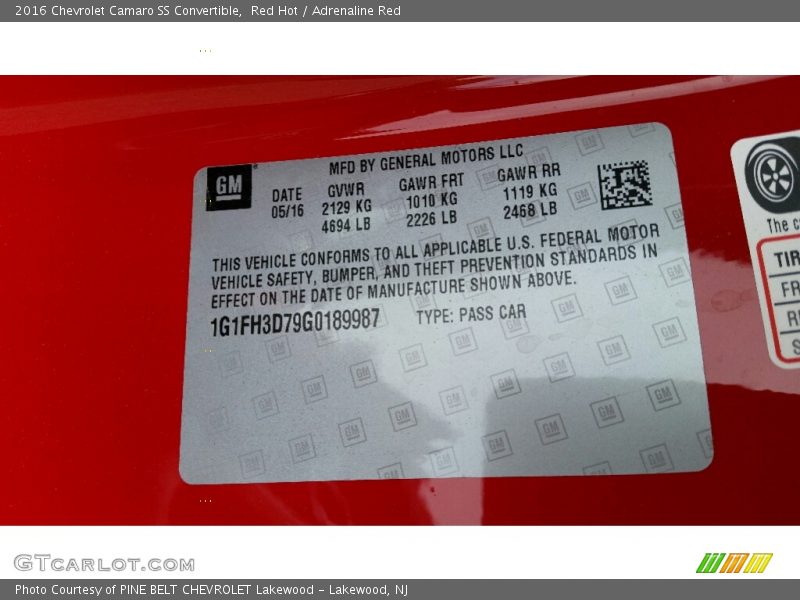 2016 Chevrolet Camaro SS Convertible, Red Hot / Adrenaline Red
GM
MFD BY GENERAL MOTORS LLC
DATE GVWR GAWR FRT GAWR RR
05/16 2129 KG 1010 KG 1119 KG
4694 LB 2226 LB 2468 LB
THIS VEHICLE CONFORMS TO ALL APPLICABLE U.S. FEDERAL MOTOR
VEHICLE SAFETY, BUMPER, AND THEFT PREVENTION STANDARDS IN
EFFECT ON THE DATE OF MANUFACTURE SHOWN ABOVE.
1G1FH3D79G0189987 TYPE: PASS CAR
The c
TIR
FR
R
S
GTCARLOT.COM
Photo Courtesy of PINE BELT CHEVROLET Lakewood - Lakewood, NJ